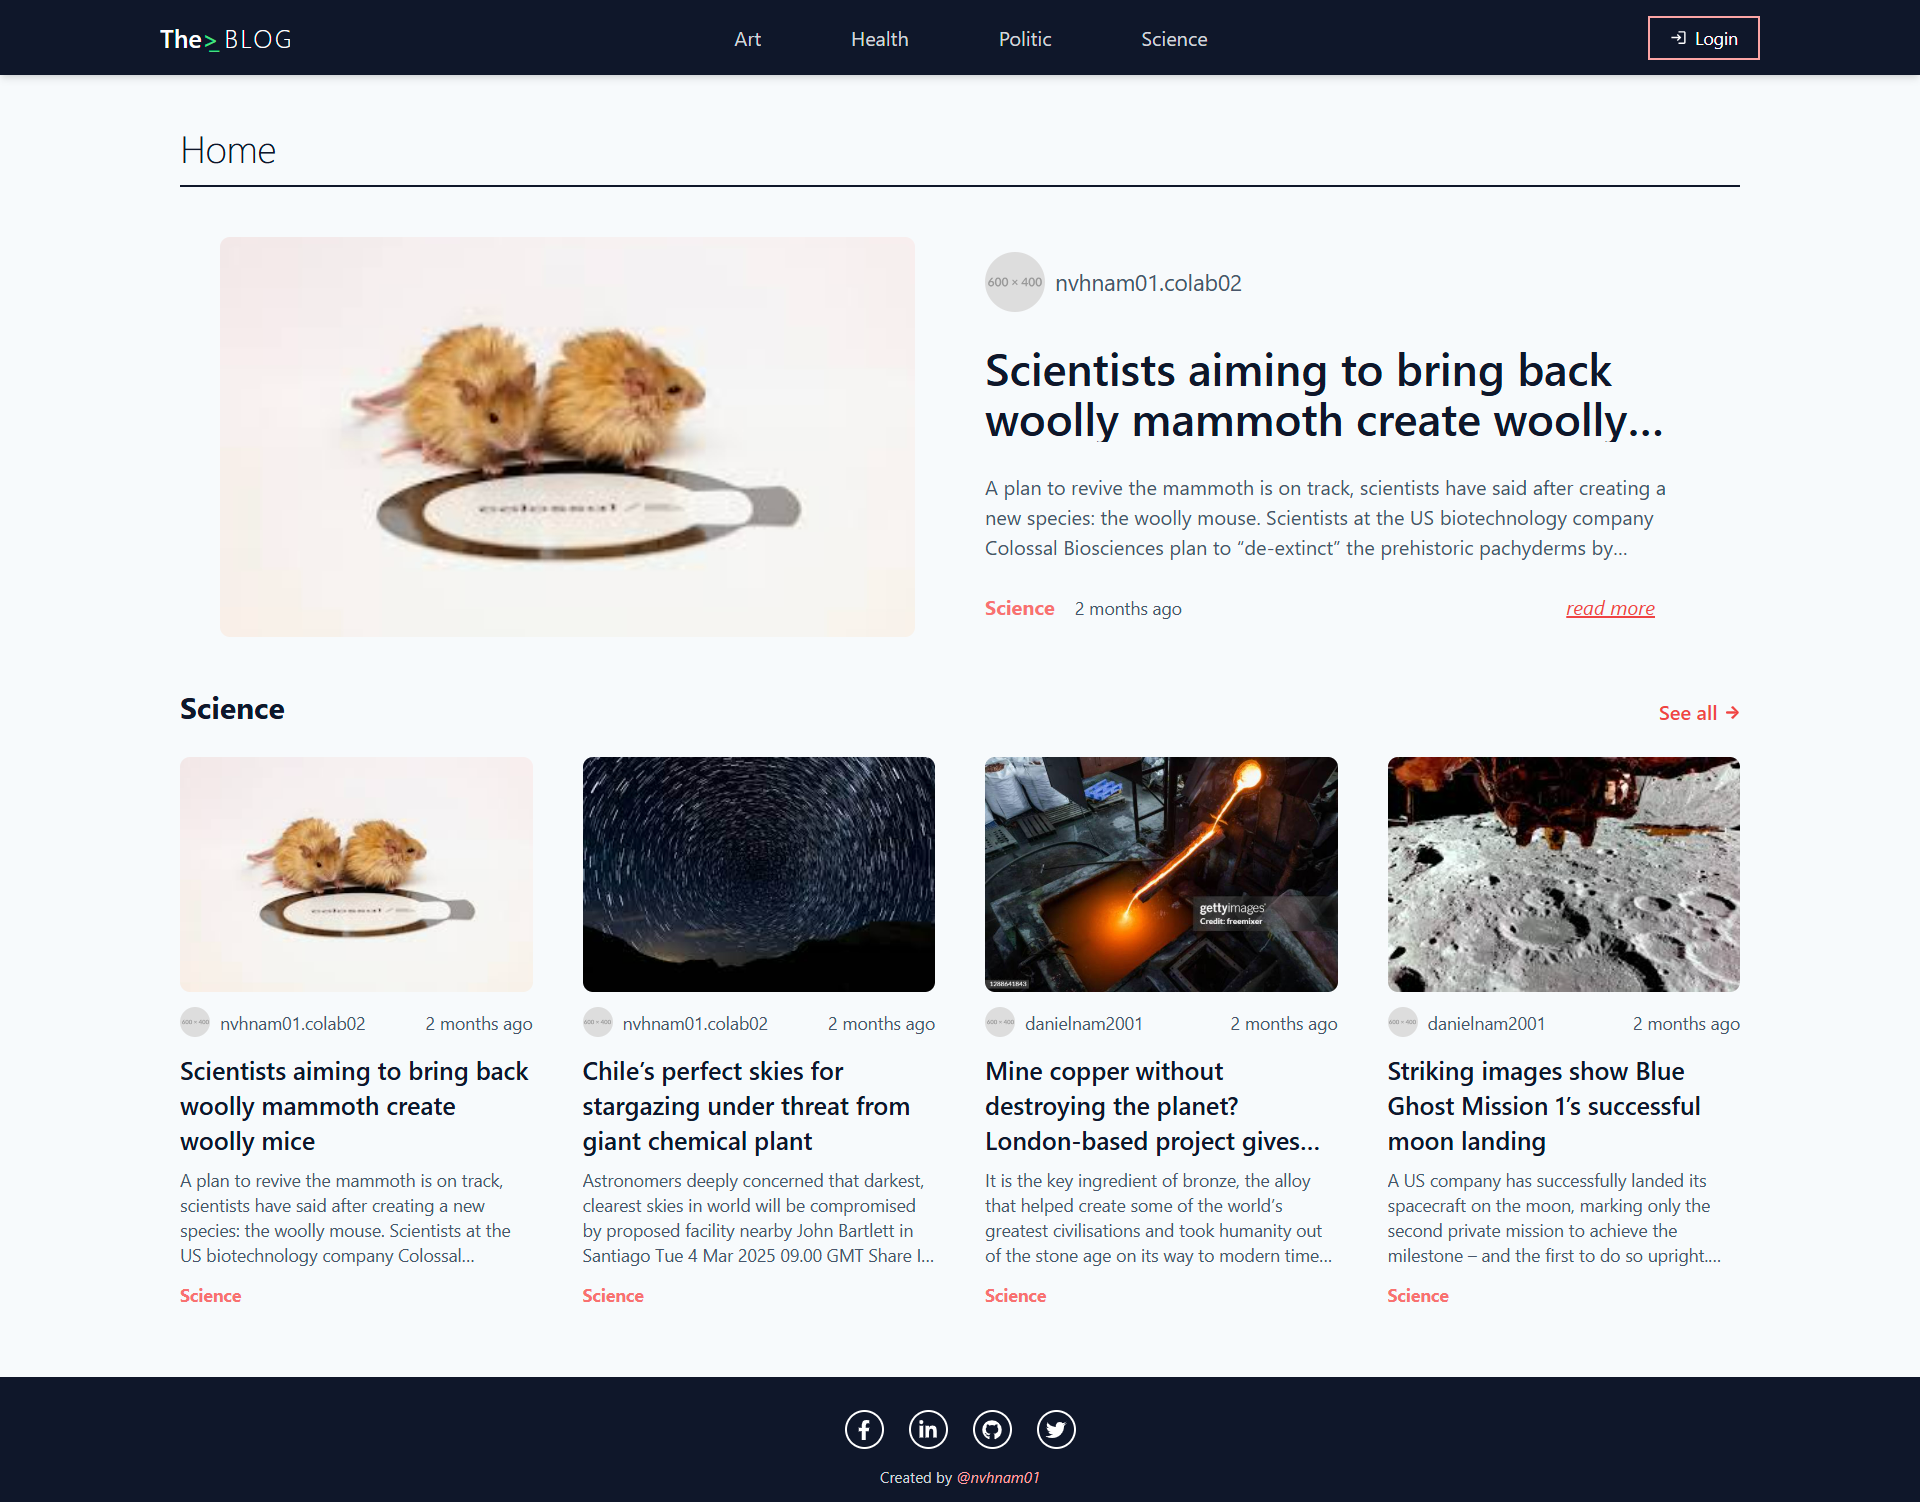 The>_BLOG
Art
Health
Politic
Science
Login
Home
600 × 400
nvhnam01.colab02
colossal
Scientists aiming to bring back
woolly mammoth create woolly...
A plan to revive the mammoth is on track, scientists have said after creating a
new species: the woolly mouse. Scientists at the US biotechnology company
Colossal Biosciences plan to “de-extinct” the prehistoric pachyderms by...
Science
2 months ago
read more
Science
See all →
colossal
gettyimages
Credit: freemixer
1288641843
600 × 400
nvhnam01.colab02
2 months ago
600 × 400
nvhnam01.colab02
2 months ago
600 × 400
danielnam2001
2 months ago
600 × 400
danielnam2001
2 months ago
Scientists aiming to bring back
woolly mammoth create
woolly mice
Chile’s perfect skies for
stargazing under threat from
giant chemical plant
Mine copper without
destroying the planet?
London-based project gives...
Striking images show Blue
Ghost Mission 1’s successful
moon landing
A plan to revive the mammoth is on track,
scientists have said after creating a new
species: the woolly mouse. Scientists at the
US biotechnology company Colossal...
Astronomers deeply concerned that darkest,
clearest skies in world will be compromised
by proposed facility nearby John Bartlett in
Santiago Tue 4 Mar 2025 09.00 GMT Share I...
It is the key ingredient of bronze, the alloy
that helped create some of the world’s
greatest civilisations and took humanity out
of the stone age on its way to modern time...
A US company has successfully landed its
spacecraft on the moon, marking only the
second private mission to achieve the
milestone – and the first to do so upright....
Science
Science
Science
Science
Created by @nvhnam01